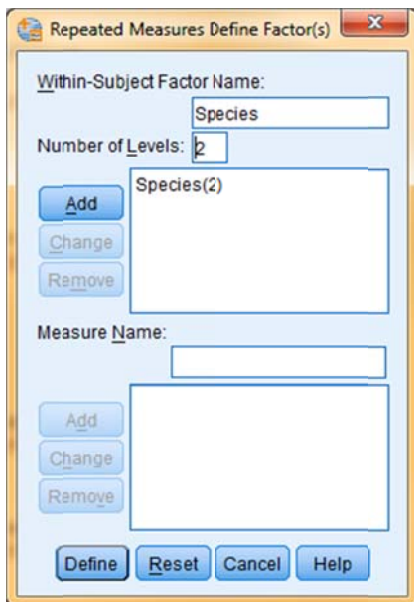 Repeated Measures Define Factor(s)
Within-Subject Factor Name:
Species
Number of Levels: 2
Species(2)
Add
Change
Remove
Measure Name:
Add
Change
Remove
Define Reset Cancel Help